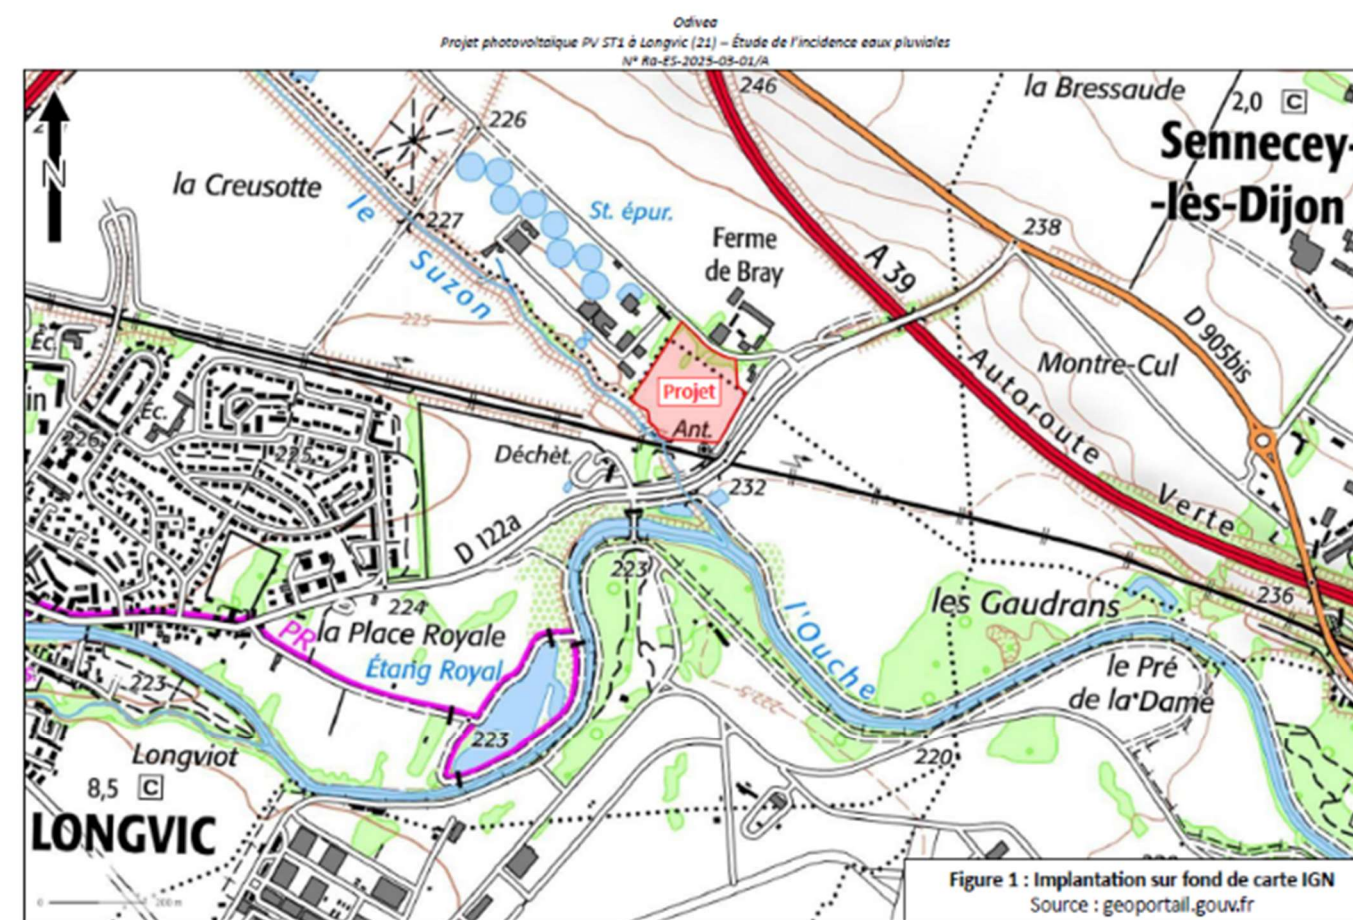 Odivea
Projet photovoltaïque PV ST1 à Longvic (21) – Étude de l'incidence eaux pluviales
N° Ra-ES-2025-03-01/A
246
la Bressaude
2,0 C
226
Sennecey-
-lès-Dijon
N
la Creusotte
le
Suzon
227
St. épur.
Ferme
de Bray
238
A 39
D 905bis
225
Éc.
Montre-Cul
Autoroute
Verte
Projet
Ant.
in
Éc.
226
225
Déchèt.
232
D 122a
223
224
les Gaudrans
236
PR
la Place Royale
Étang Royal
l'Ouche
le Pré
de la Dame
223
223
220
Longviot
8,5 C
LONGVIC
Figure 1 : Implantation sur fond de carte IGN
Source : geoportail.gouv.fr
0 200 m